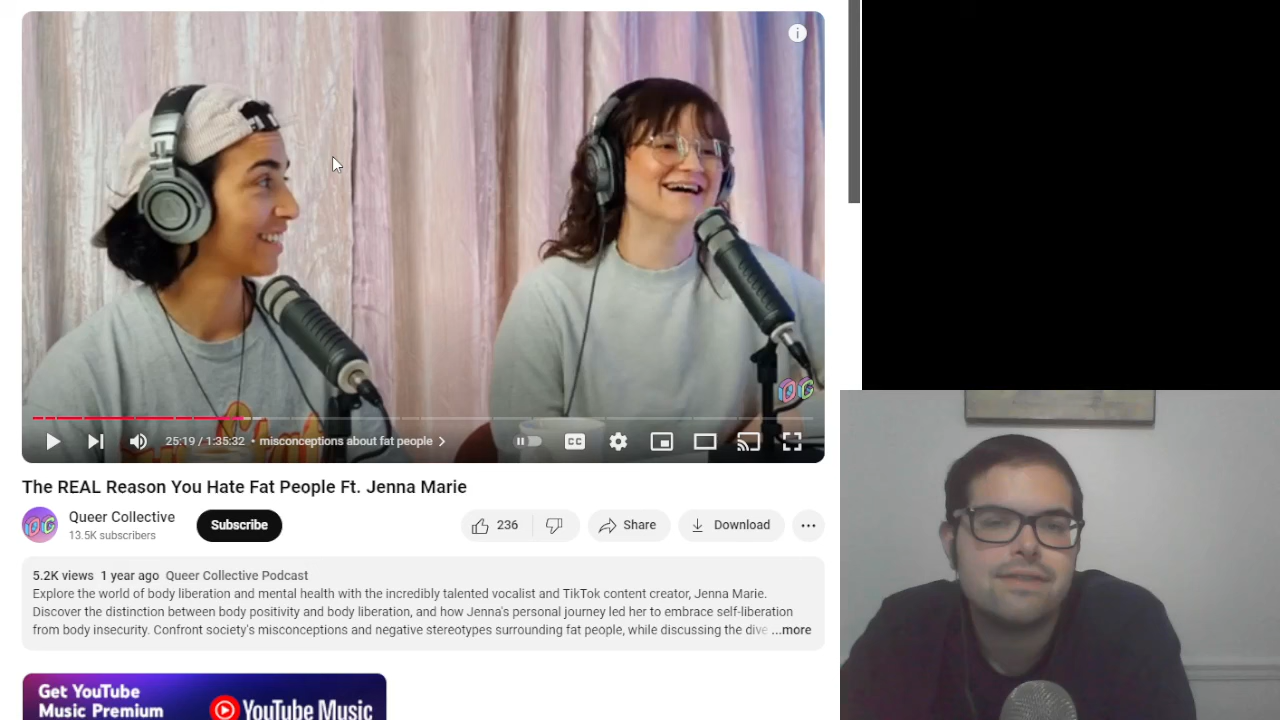 25:19 / 1:35:32 • misconceptions about fat people
CC
The REAL Reason You Hate Fat People Ft. Jenna Marie
Queer Collective
13.5K subscribers
Subscribe
236
Share
Download
5.2K views 1 year ago Queer Collective Podcast
Explore the world of body liberation and mental health with the incredibly talented vocalist and TikTok content creator, Jenna Marie.
Discover the distinction between body positivity and body liberation, and how Jenna's personal journey led her to embrace self-liberation
from body insecurity. Confront society's misconceptions and negative stereotypes surrounding fat people, while discussing the dive ...more
Get YouTube
Music Premium
YouTube Music